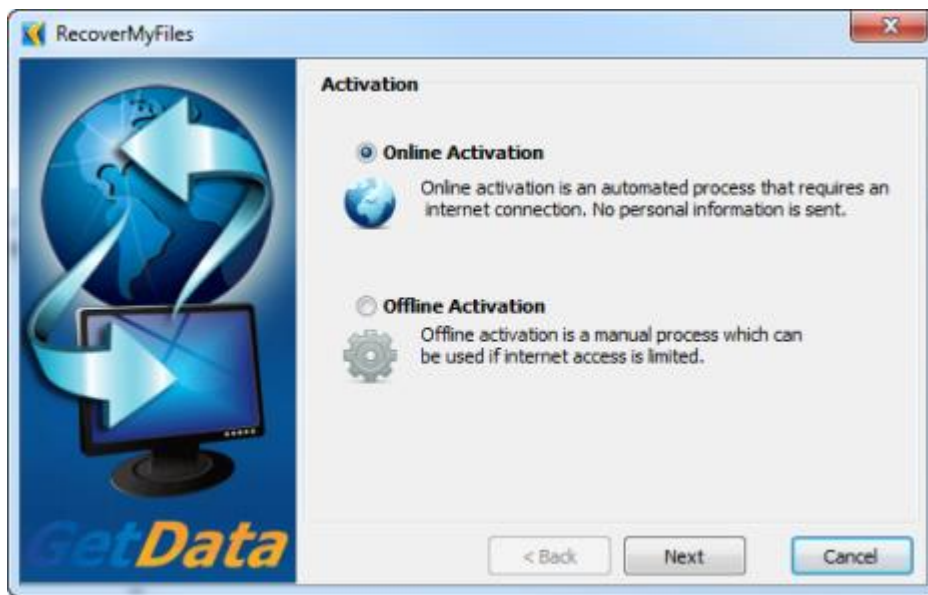 RecoverMyFiles
Activation
Online Activation
Online activation is an automated process that requires an
internet connection. No personal information is sent.
Offline Activation
Offline activation is a manual process which can
be used if internet access is limited.
GetData
< Back Next Cancel